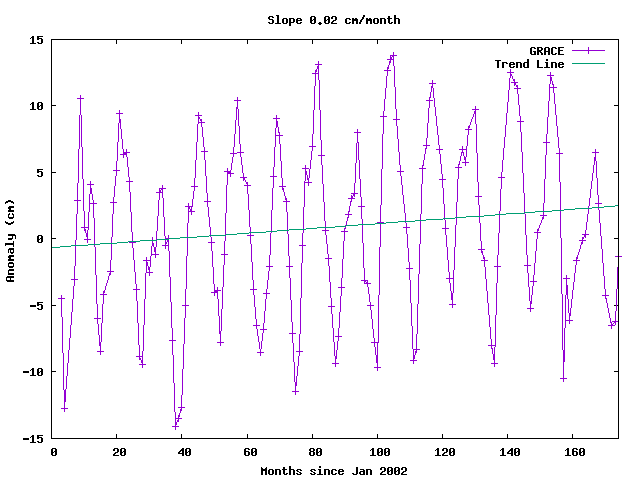 Slope 0.02 cm/month
GRACE
Trend Line
15
10
5
0
-5
-10
-15
Anomaly (cm)
0 20 40 60 80 100 120 140 160
Months since Jan 2002